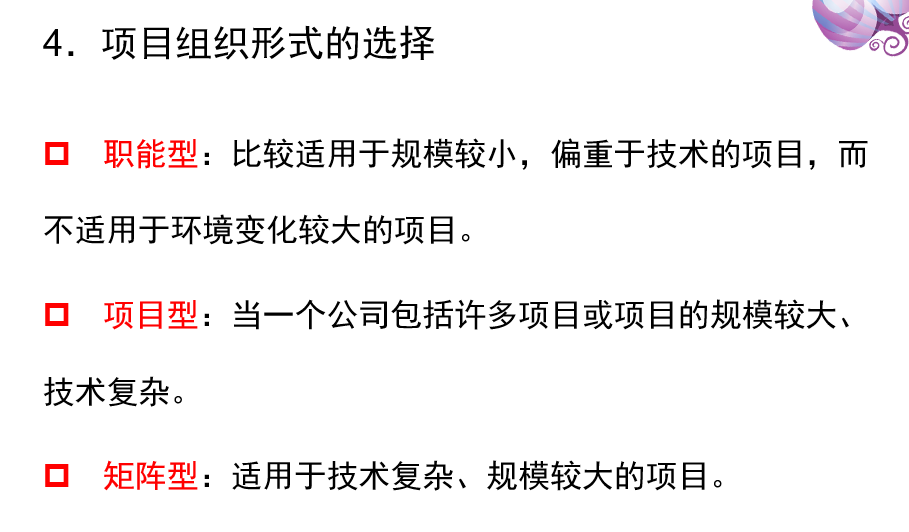 4．项目组织形式的选择
职能型：比较适用于规模较小，偏重于技术的项目，而
不适用于环境变化较大的项目。
项目型：当一个公司包括许多项目或项目的规模较大、
技术复杂。
矩阵型：适用于技术复杂、规模较大的项目。